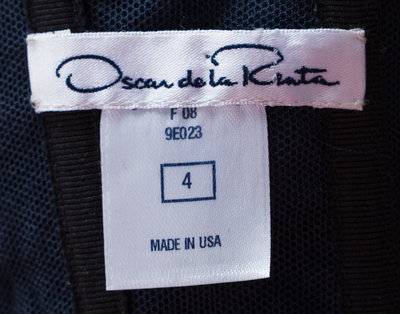 Oscar de la Renta
F 08
9E023
4
MADE IN USA